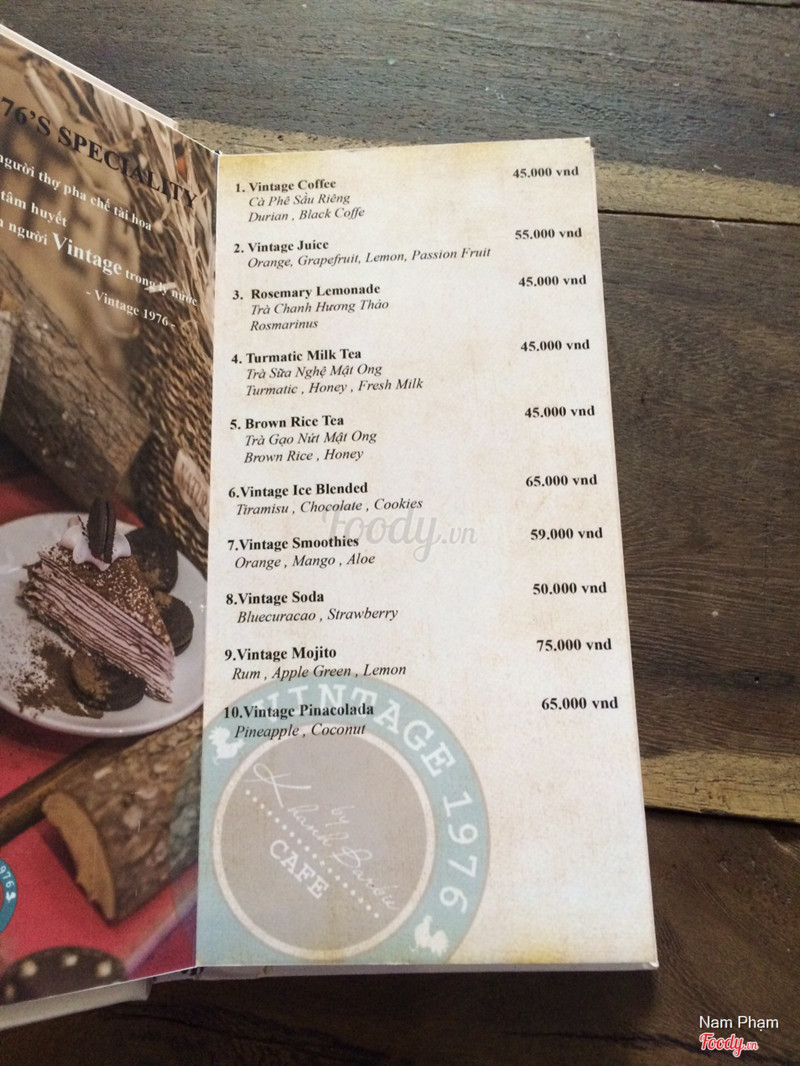 76'S SPECIALITY
người thợ pha chế tài hoa
tâm huyết
người Vintage trong ly nước
- Vintage 1976 -
1. Vintage Coffee 45.000 vnd
Cà Phê Sầu Riêng
Durian , Black Coffe
2. Vintage Juice 55.000 vnd
Orange, Grapefruit, Lemon, Passion Fruit
3. Rosemary Lemonade 45.000 vnd
Trà Chanh Hương Thảo
Rosmarinus
4. Turmatic Milk Tea 45.000 vnd
Trà Sữa Nghệ Mật Ong
Turmatic , Honey , Fresh Milk
5. Brown Rice Tea 45.000 vnd
Trà Gạo Nứt Mật Ong
Brown Rice , Honey
6.Vintage Ice Blended 65.000 vnd
Tiramisu , Chocolate , Cookies
Foody.vn
7.Vintage Smoothies 59.000 vnd
Orange , Mango , Aloe
8.Vintage Soda 50.000 vnd
Bluecuracao , Strawberry
9.Vintage Mojito 75.000 vnd
Rum , Apple Green , Lemon
10.Vintage Pinacolada 65.000 vnd
Pineapple , Coconut
VINTAGE 1976
by
Khanh Barbie
CAFE
Nam Phạm
Foody.vn